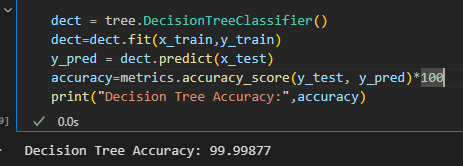 dect = tree.DecisionTreeClassifier()
dect=dect.fit(x_train,y_train)
y_pred = dect.predict(x_test)
accuracy=metrics.accuracy_score(y_test, y_pred)*100
print("Decision Tree Accuracy:",accuracy)
9] 0.0s
Decision Tree Accuracy: 99.99877